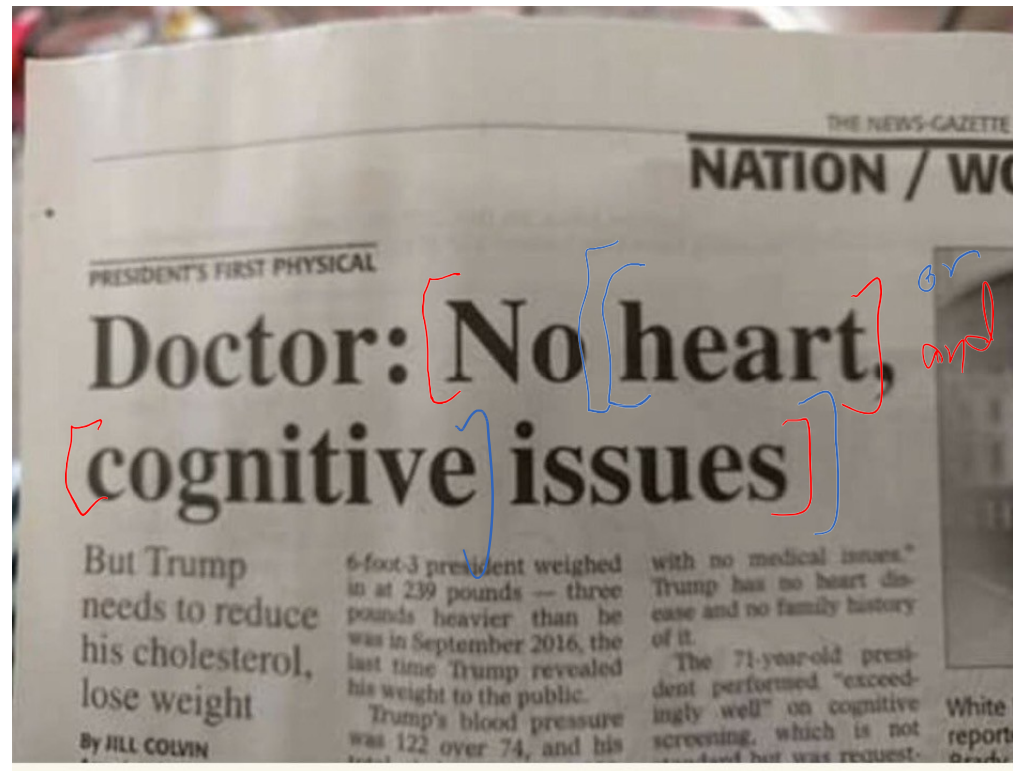 THE NEWS-GAZETTE
NATION /
PRESIDENT'S FIRST PHYSICAL
Doctor: No heart,
or
and
cognitive issues
But Trump
needs to reduce
his cholesterol,
lose weight
By JILL COLVIN
6-foot-3 president weighed
in at 239 pounds — three
pounds heavier than he
was in September 2016, the
last time Trump revealed
his weight to the public.
Trump's blood pressure
was 122 over 74, and his
with no medical issues."
Trump has no heart dis-
ease and no family history
of it.
The 71-year-old presi-
dent performed "exceed-
ingly well" on cognitive
screening, which is not
standard but was request-
White
report
Brady